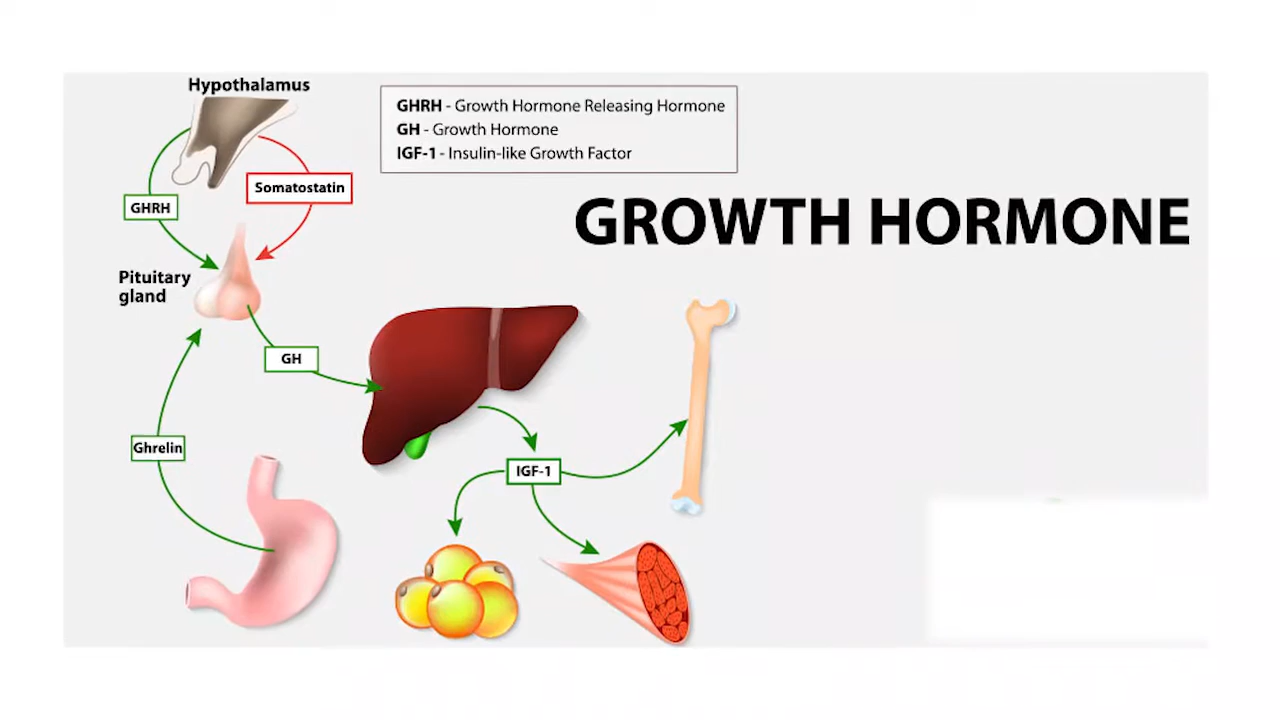 Hypothalamus
GHRH - Growth Hormone Releasing Hormone
GH - Growth Hormone
IGF-1 - Insulin-like Growth Factor
Somatostatin
GHRH
GROWTH HORMONE
Pituitary
gland
GH
Ghrelin
IGF-1